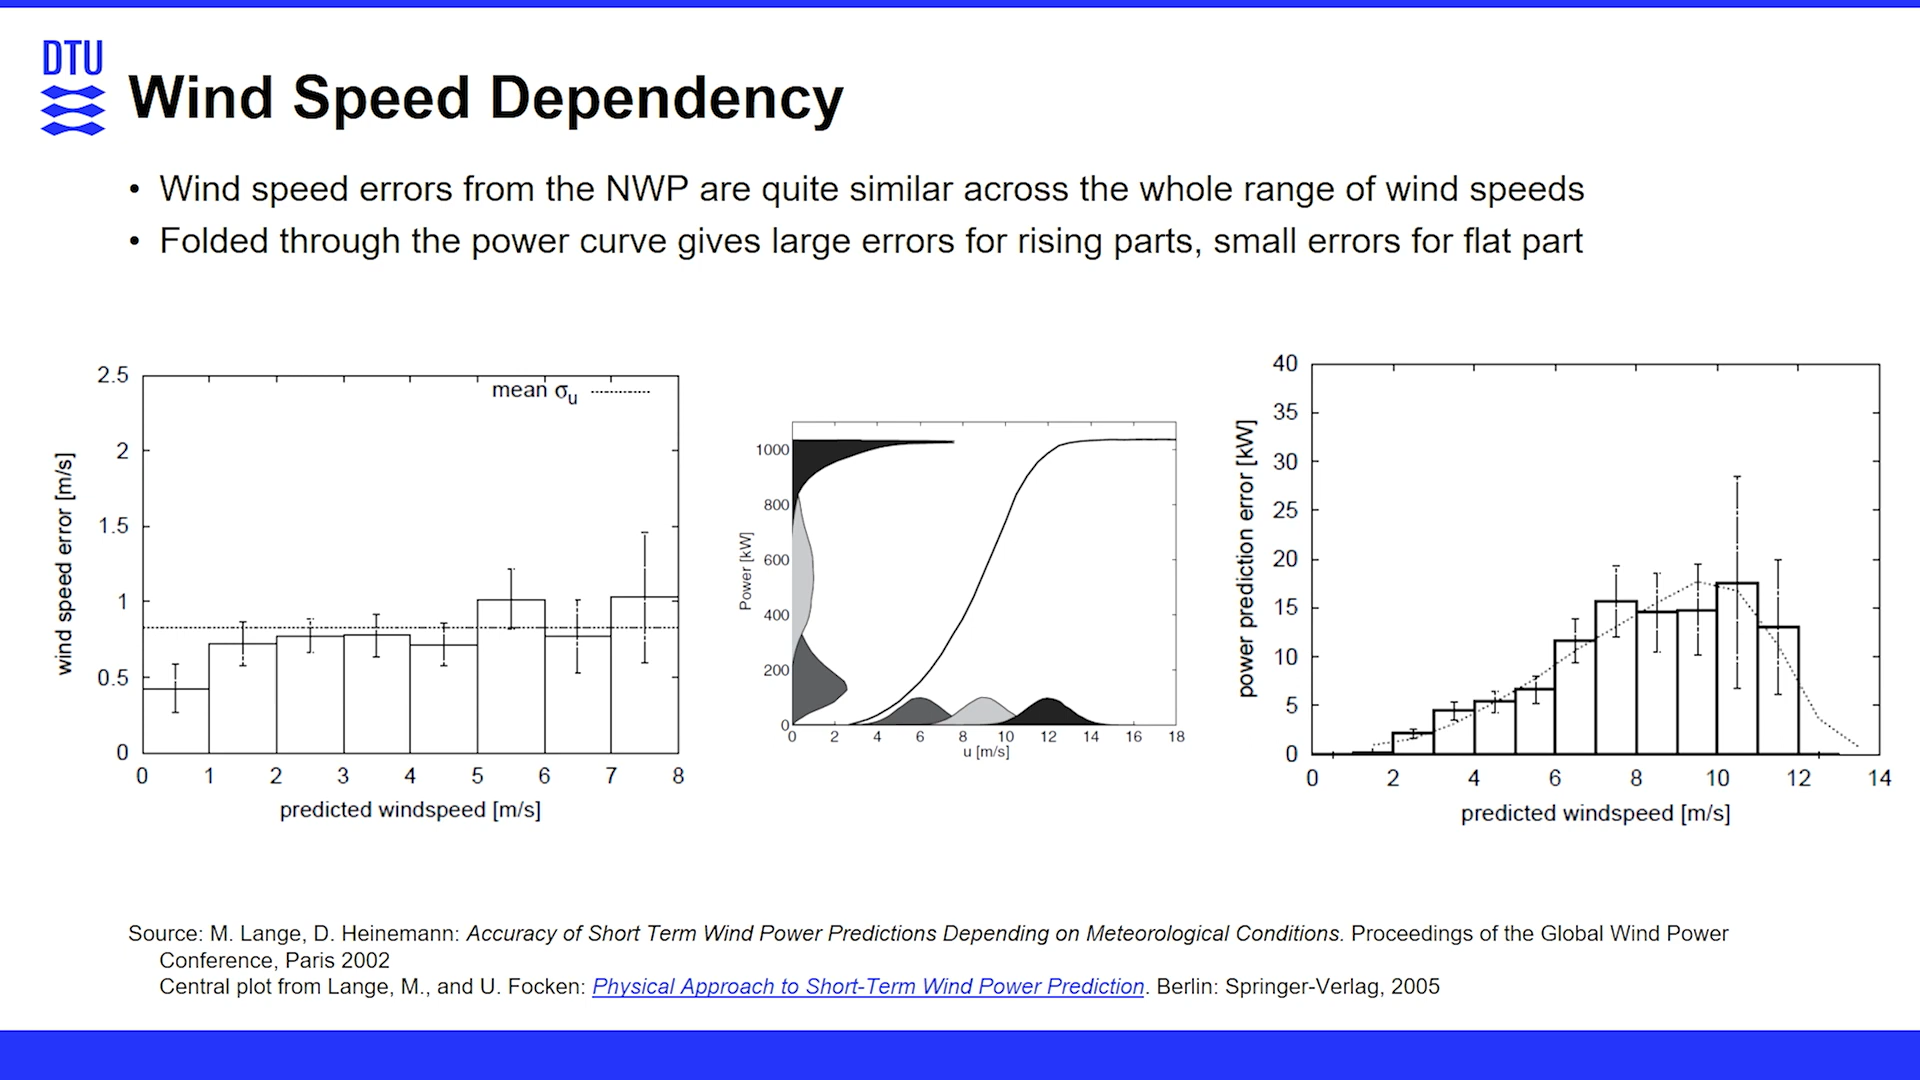 DTU
Wind Speed Dependency
• Wind speed errors from the NWP are quite similar across the whole range of wind speeds
• Folded through the power curve gives large errors for rising parts, small errors for flat part
2.5
2
1.5
1
0.5
0
wind speed error [m/s]
mean σu
0 1 2 3 4 5 6 7 8
predicted windspeed [m/s]
1000
800
600
400
200
0
Power [kW]
0 2 4 6 8 10 12 14 16 18
u [m/s]
40
35
30
25
20
15
10
5
0
power prediction error [kW]
0 2 4 6 8 10 12 14
predicted windspeed [m/s]
Source: M. Lange, D. Heinemann: Accuracy of Short Term Wind Power Predictions Depending on Meteorological Conditions. Proceedings of the Global Wind Power
Conference, Paris 2002
Central plot from Lange, M., and U. Focken: Physical Approach to Short-Term Wind Power Prediction. Berlin: Springer-Verlag, 2005